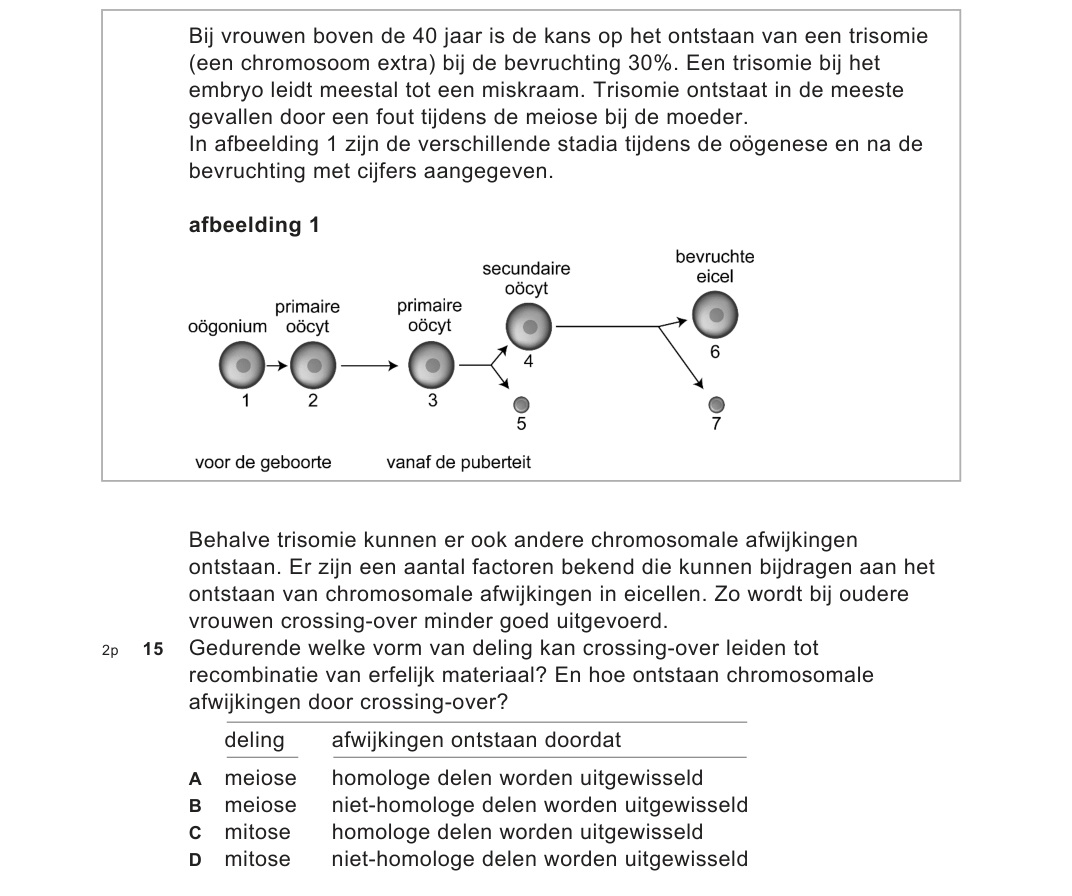 Bij vrouwen boven de 40 jaar is de kans op het ontstaan van een trisomie
(een chromosoom extra) bij de bevruchting 30%. Een trisomie bij het
embryo leidt meestal tot een miskraam. Trisomie ontstaat in de meeste
gevallen door een fout tijdens de meiose bij de moeder.
In afbeelding 1 zijn de verschillende stadia tijdens de oögenese en na de
bevruchting met cijfers aangegeven.
afbeelding 1
oögonium
1
primaire
oöcyt
2
primaire
oöcyt
3
secundaire
oöcyt
4
5
bevruchte
eicel
6
7
voor de geboorte
vanaf de puberteit
Behalve trisomie kunnen er ook andere chromosomale afwijkingen
ontstaan. Er zijn een aantal factoren bekend die kunnen bijdragen aan het
ontstaan van chromosomale afwijkingen in eicellen. Zo wordt bij oudere
vrouwen crossing-over minder goed uitgevoerd.
2p 15 Gedurende welke vorm van deling kan crossing-over leiden tot
recombinatie van erfelijk materiaal? En hoe ontstaan chromosomale
afwijkingen door crossing-over?
deling afwijkingen ontstaan doordat
A meiose homologe delen worden uitgewisseld
B meiose niet-homologe delen worden uitgewisseld
C mitose homologe delen worden uitgewisseld
D mitose niet-homologe delen worden uitgewisseld